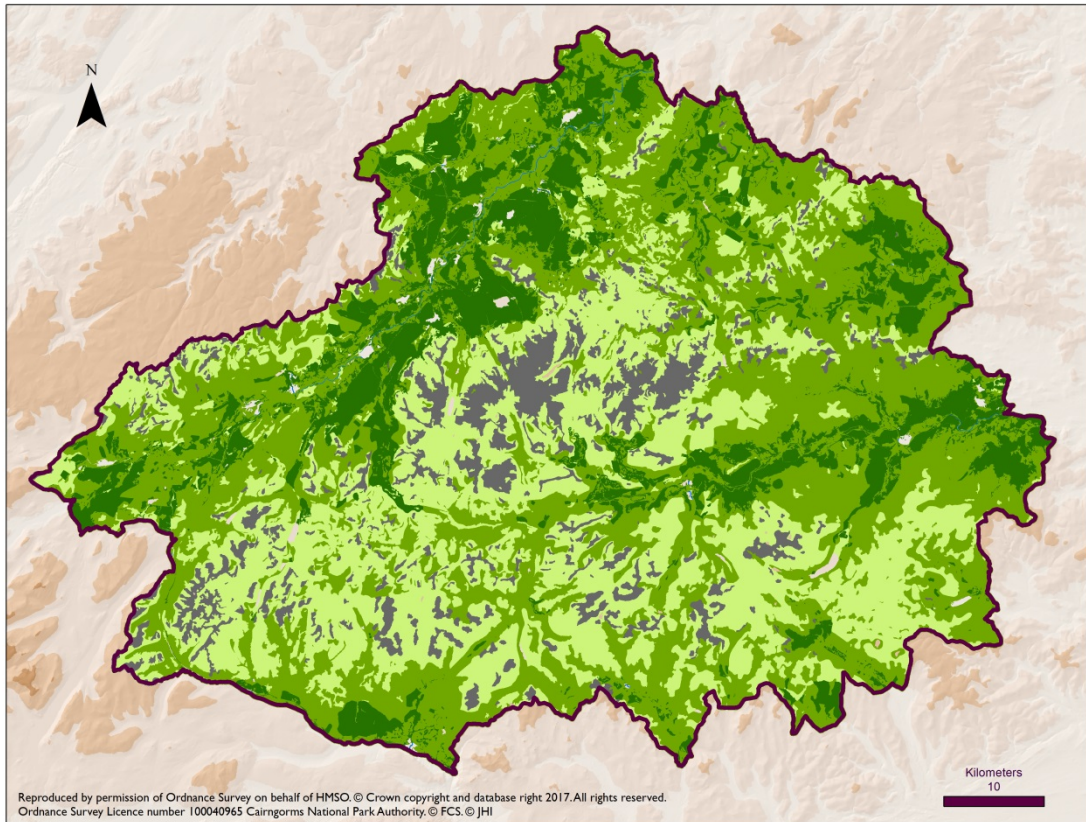 N
Kilometers
10
Reproduced by permission of Ordnance Survey on behalf of HMSO. © Crown copyright and database right 2017. All rights reserved.
Ordnance Survey Licence number 100040965 Cairngorms National Park Authority. © FCS. © JHI